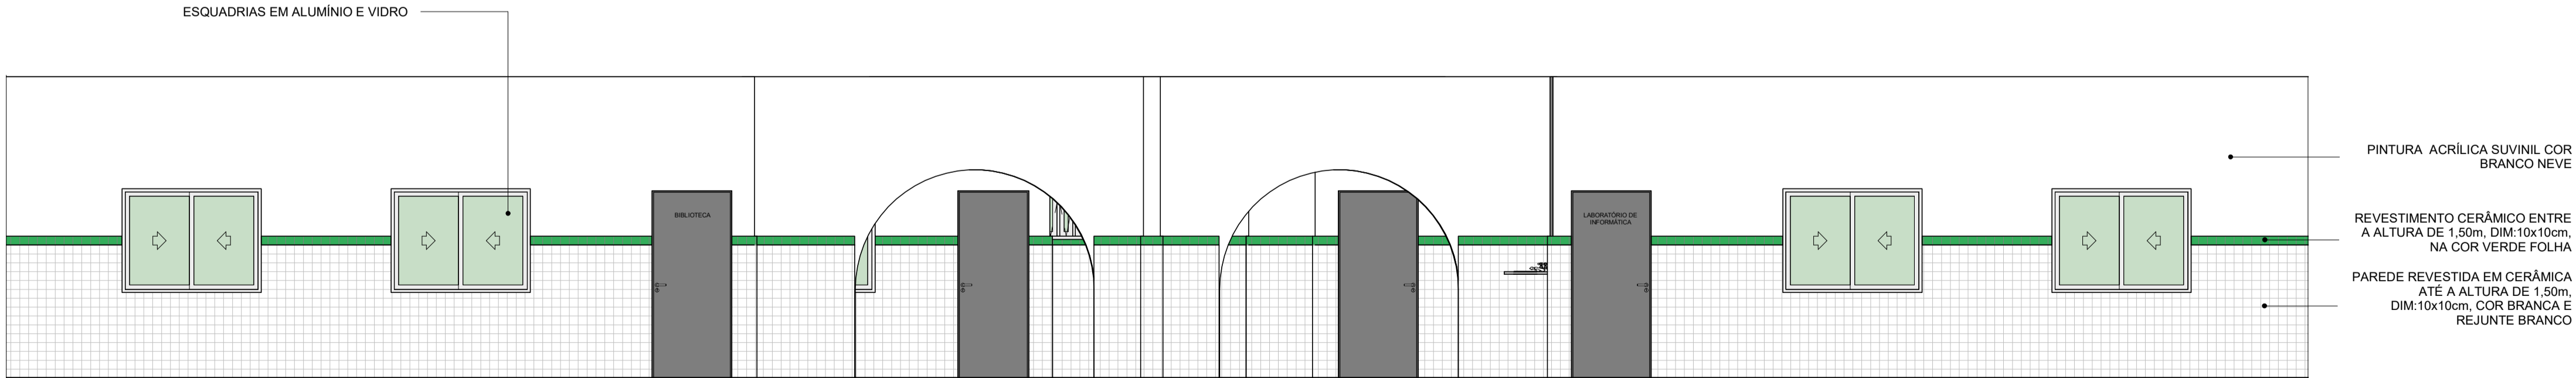 ESQUADRIAS EM ALUMÍNIO E VIDRO
BIBLIOTECA
LABORATÓRIO DE
INFORMÁTICA
PINTURA ACRÍLICA SUVINIL COR
BRANCO NEVE
REVESTIMENTO CERÂMICO ENTRE
A ALTURA DE 1,50m, DIM:10x10cm,
NA COR VERDE FOLHA
PAREDE REVESTIDA EM CERÂMICA
ATÉ A ALTURA DE 1,50m,
DIM:10x10cm, COR BRANCA E
REJUNTE BRANCO